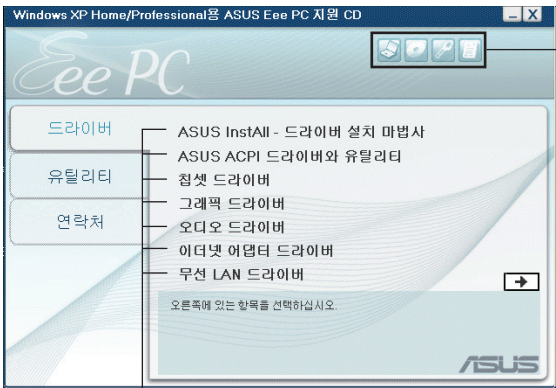 Windows XP Home/Professional용 ASUS Eee PC 지원 CD
Eee PC
드라이버
유틸리티
연락처
ASUS InstAll - 드라이버 설치 마법사
ASUS ACPI 드라이버와 유틸리티
칩셋 드라이버
그래픽 드라이버
오디오 드라이버
이더넷 어댑터 드라이버
무선 LAN 드라이버
오른쪽에 있는 항목을 선택하십시오.
ASUS